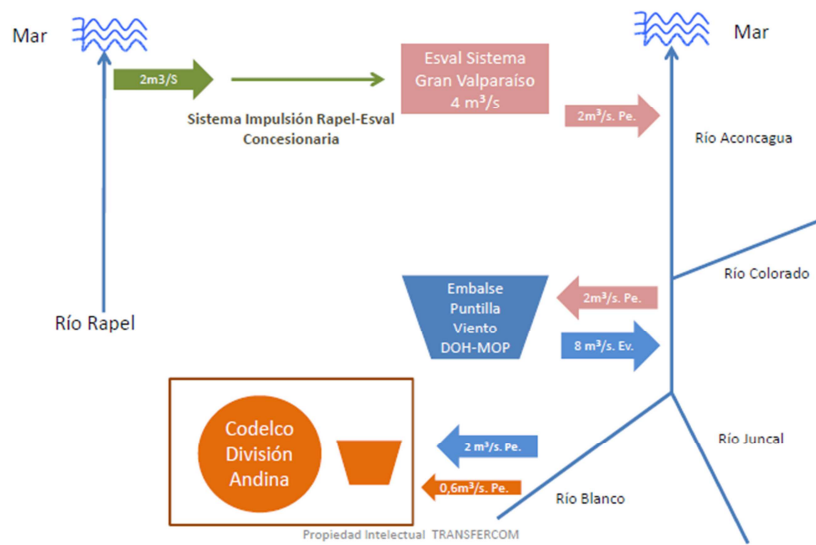 Mar
Mar
2m3/S
Esval Sistema
Gran Valparaíso
4 m³/s
Sistema Impulsión Rapel-Esval
Concesionaria
2m³/s. Pe.
Río Aconcagua
Río Colorado
Embalse
Puntilla
Viento
DOH-MOP
2m³/s. Pe.
Río Rapel
8 m³/s. Ev.
Codelco
División
Andina
2 m³/s. Pe.
Río Juncal
0,6m³/s. Pe.
Río Blanco
Propiedad Intelectual TRANSFERCOM